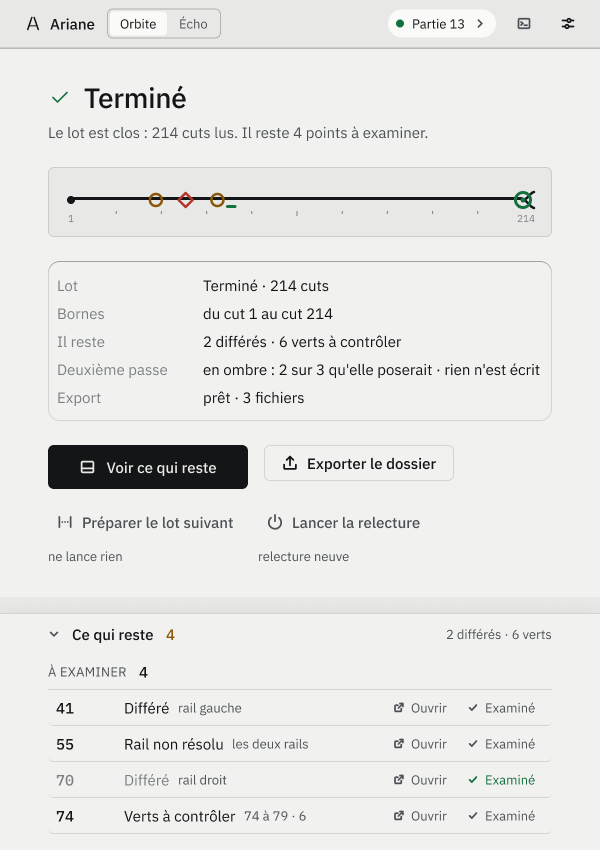 Ariane
Orbite
Écho
Partie 13
Terminé
Le lot est clos : 214 cuts lus. Il reste 4 points à examiner.
1
214
Lot Terminé · 214 cuts
Bornes du cut 1 au cut 214
Il reste 2 différés · 6 verts à contrôler
Deuxième passe en ombre : 2 sur 3 qu'elle poserait · rien n'est écrit
Export prêt · 3 fichiers
Voir ce qui reste
Exporter le dossier
Préparer le lot suivant
Lancer la relecture
ne lance rien
relecture neuve
Ce qui reste 4
2 différés · 6 verts
À EXAMINER 4
41 Différé rail gauche Ouvrir Examiné
55 Rail non résolu les deux rails Ouvrir Examiné
70 Différé rail droit Ouvrir Examiné
74 Verts à contrôler 74 à 79 · 6 Ouvrir Examiné